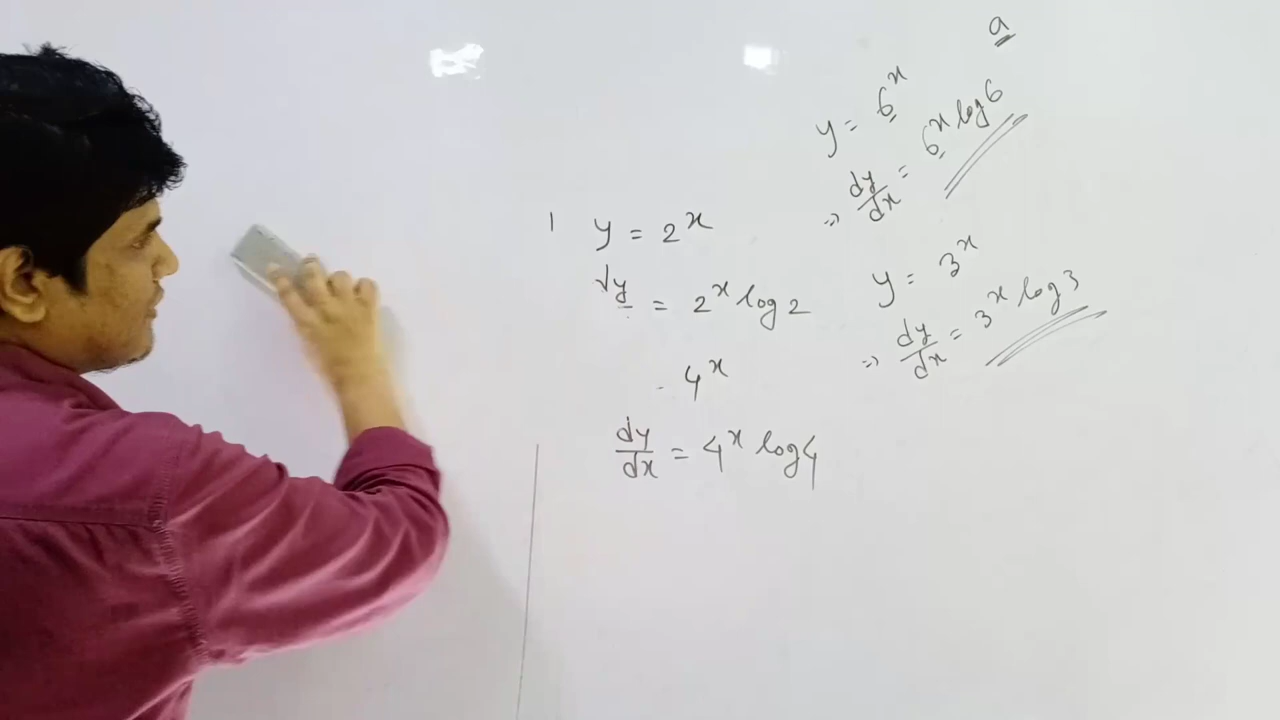 a
y = 6^x
=> dy/dx = 6^x log 6
1 y = 2^x
dy = 2^x log 2
y = 3^x
=> dy/dx = 3^x log 3
- 4^x
dy/dx = 4^x log 4